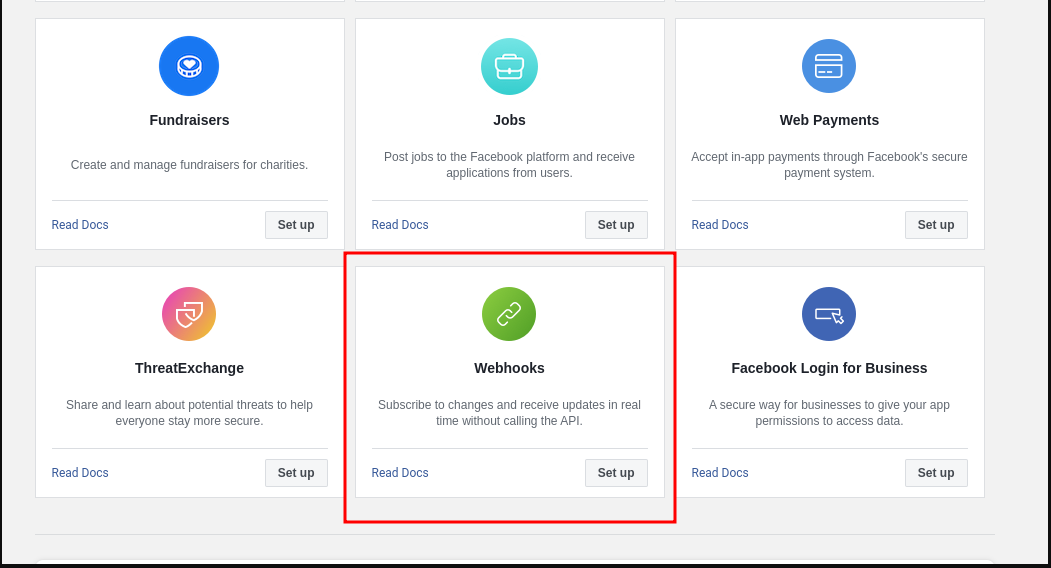 Fundraisers
Create and manage fundraisers for charities.
Read Docs
Set up
Jobs
Post jobs to the Facebook platform and receive
applications from users.
Read Docs
Set up
Web Payments
Accept in-app payments through Facebook's secure
payment system.
Read Docs
Set up
ThreatExchange
Share and learn about potential threats to help
everyone stay more secure.
Read Docs
Set up
Webhooks
Subscribe to changes and receive updates in real
time without calling the API.
Read Docs
Set up
Facebook Login for Business
A secure way for businesses to give your app
permissions to access data.
Read Docs
Set up